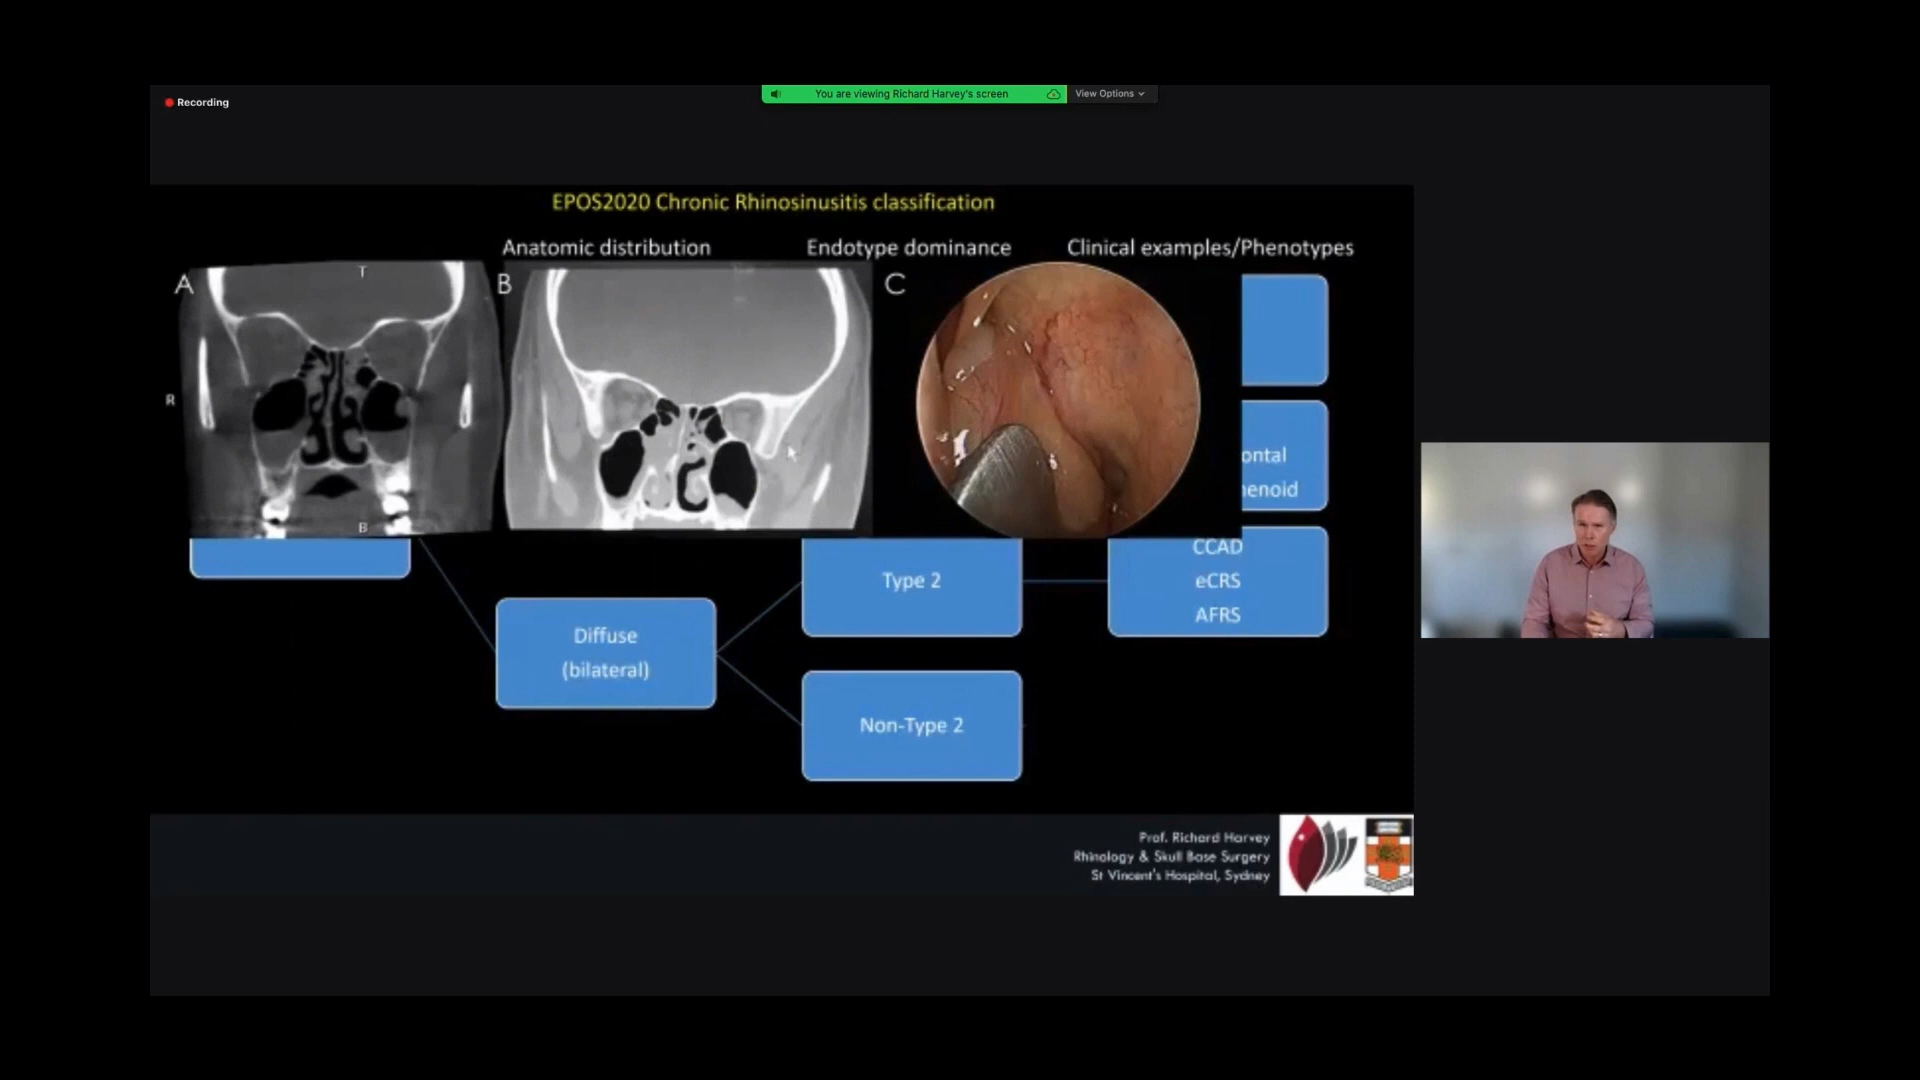 Recording
You are viewing Richard Harvey's screen
View Options
EPOS2020 Chronic Rhinosinusitis classification
Anatomic distribution
Endotype dominance
Clinical examples/Phenotypes
A
T
B
C
R
B
ontal
enoid
CCAD
Type 2
eCRS
AFRS
Diffuse
(bilateral)
Non-Type 2
Prof. Richard Harvey
Rhinology & Skull Base Surgery
St Vincent's Hospital, Sydney